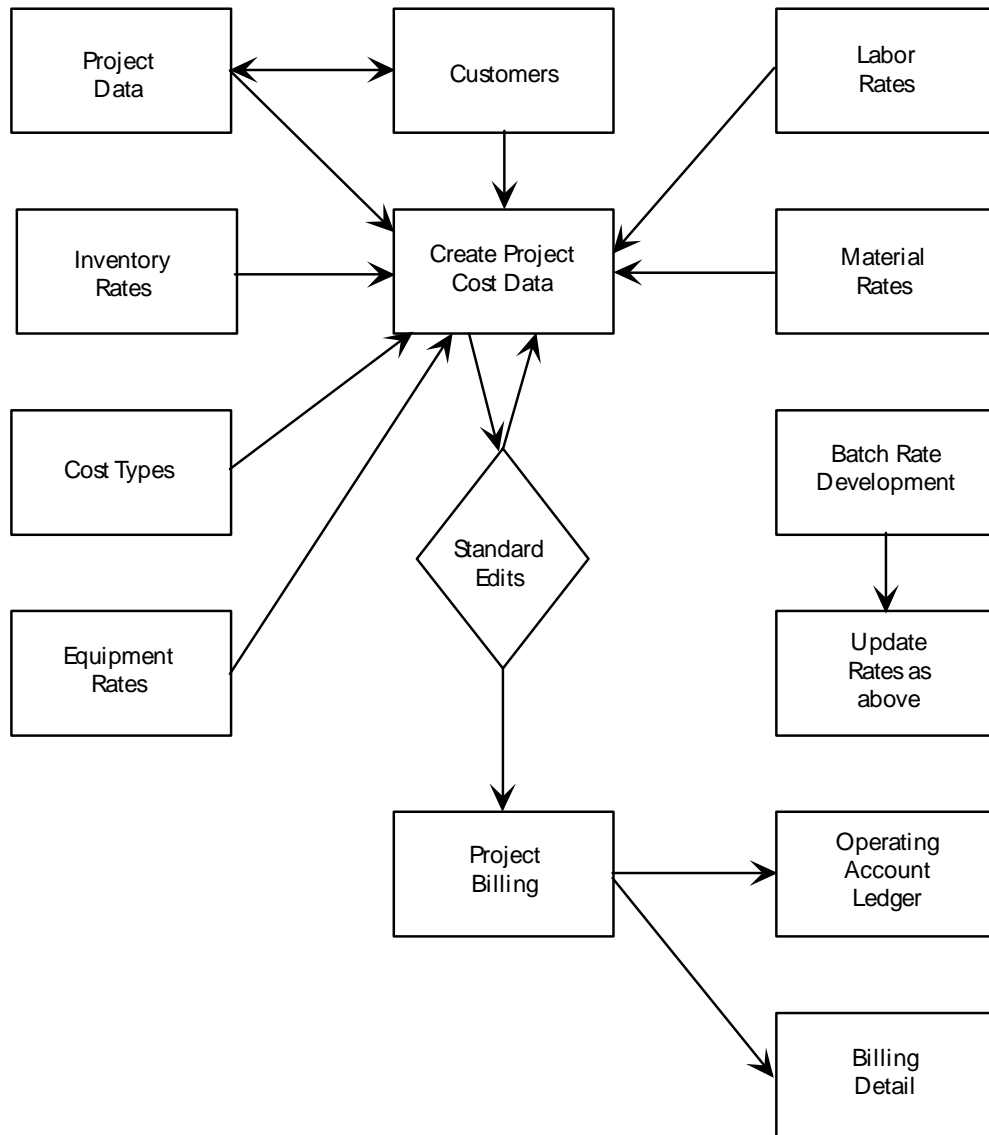 Project
Data
Customers
Labor
Rates
Inventory
Rates
Create Project
Cost Data
Material
Rates
Cost Types
Batch Rate
Development
Standard
Edits
Equipment
Rates
Update
Rates as
above
Project
Billing
Operating
Account
Ledger
Billing
Detail